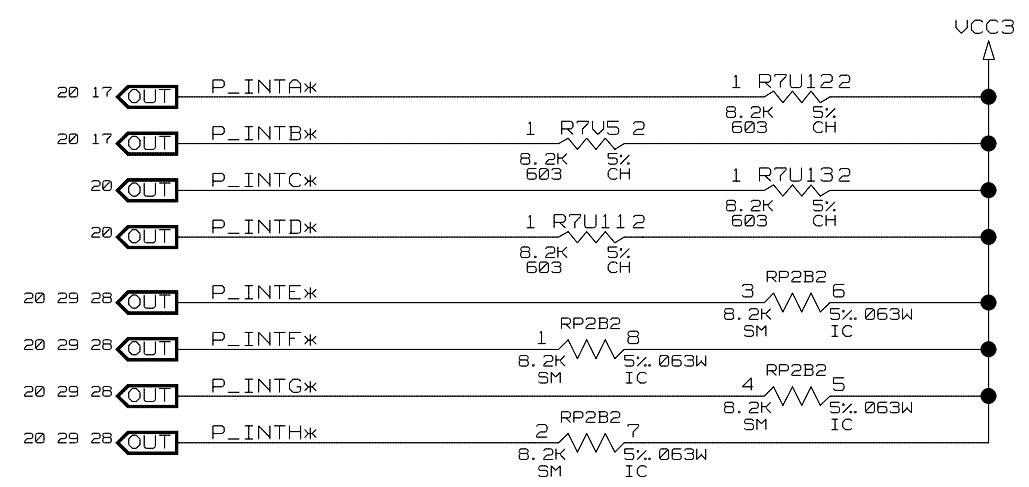 VCC3
20 17 OUT P_INTA* 1 R7U12 2
8.2K 5%
603 CH
20 17 OUT P_INTB* 1 R7V5 2
8.2K 5%
603 CH
20 OUT P_INTC* 1 R7U13 2
8.2K 5%
603 CH
20 OUT P_INTD* 1 R7U11 2
8.2K 5%
603 CH
RP2B2
20 29 28 OUT P_INTE* 3 6
8.2K 5%.063W
SM IC
RP2B2
20 29 28 OUT P_INTF* 1 8
8.2K 5%.063W
SM IC
RP2B2
20 29 28 OUT P_INTG* 4 5
8.2K 5%.063W
SM IC
RP2B2
20 29 28 OUT P_INTH* 2 7
8.2K 5%.063W
SM IC